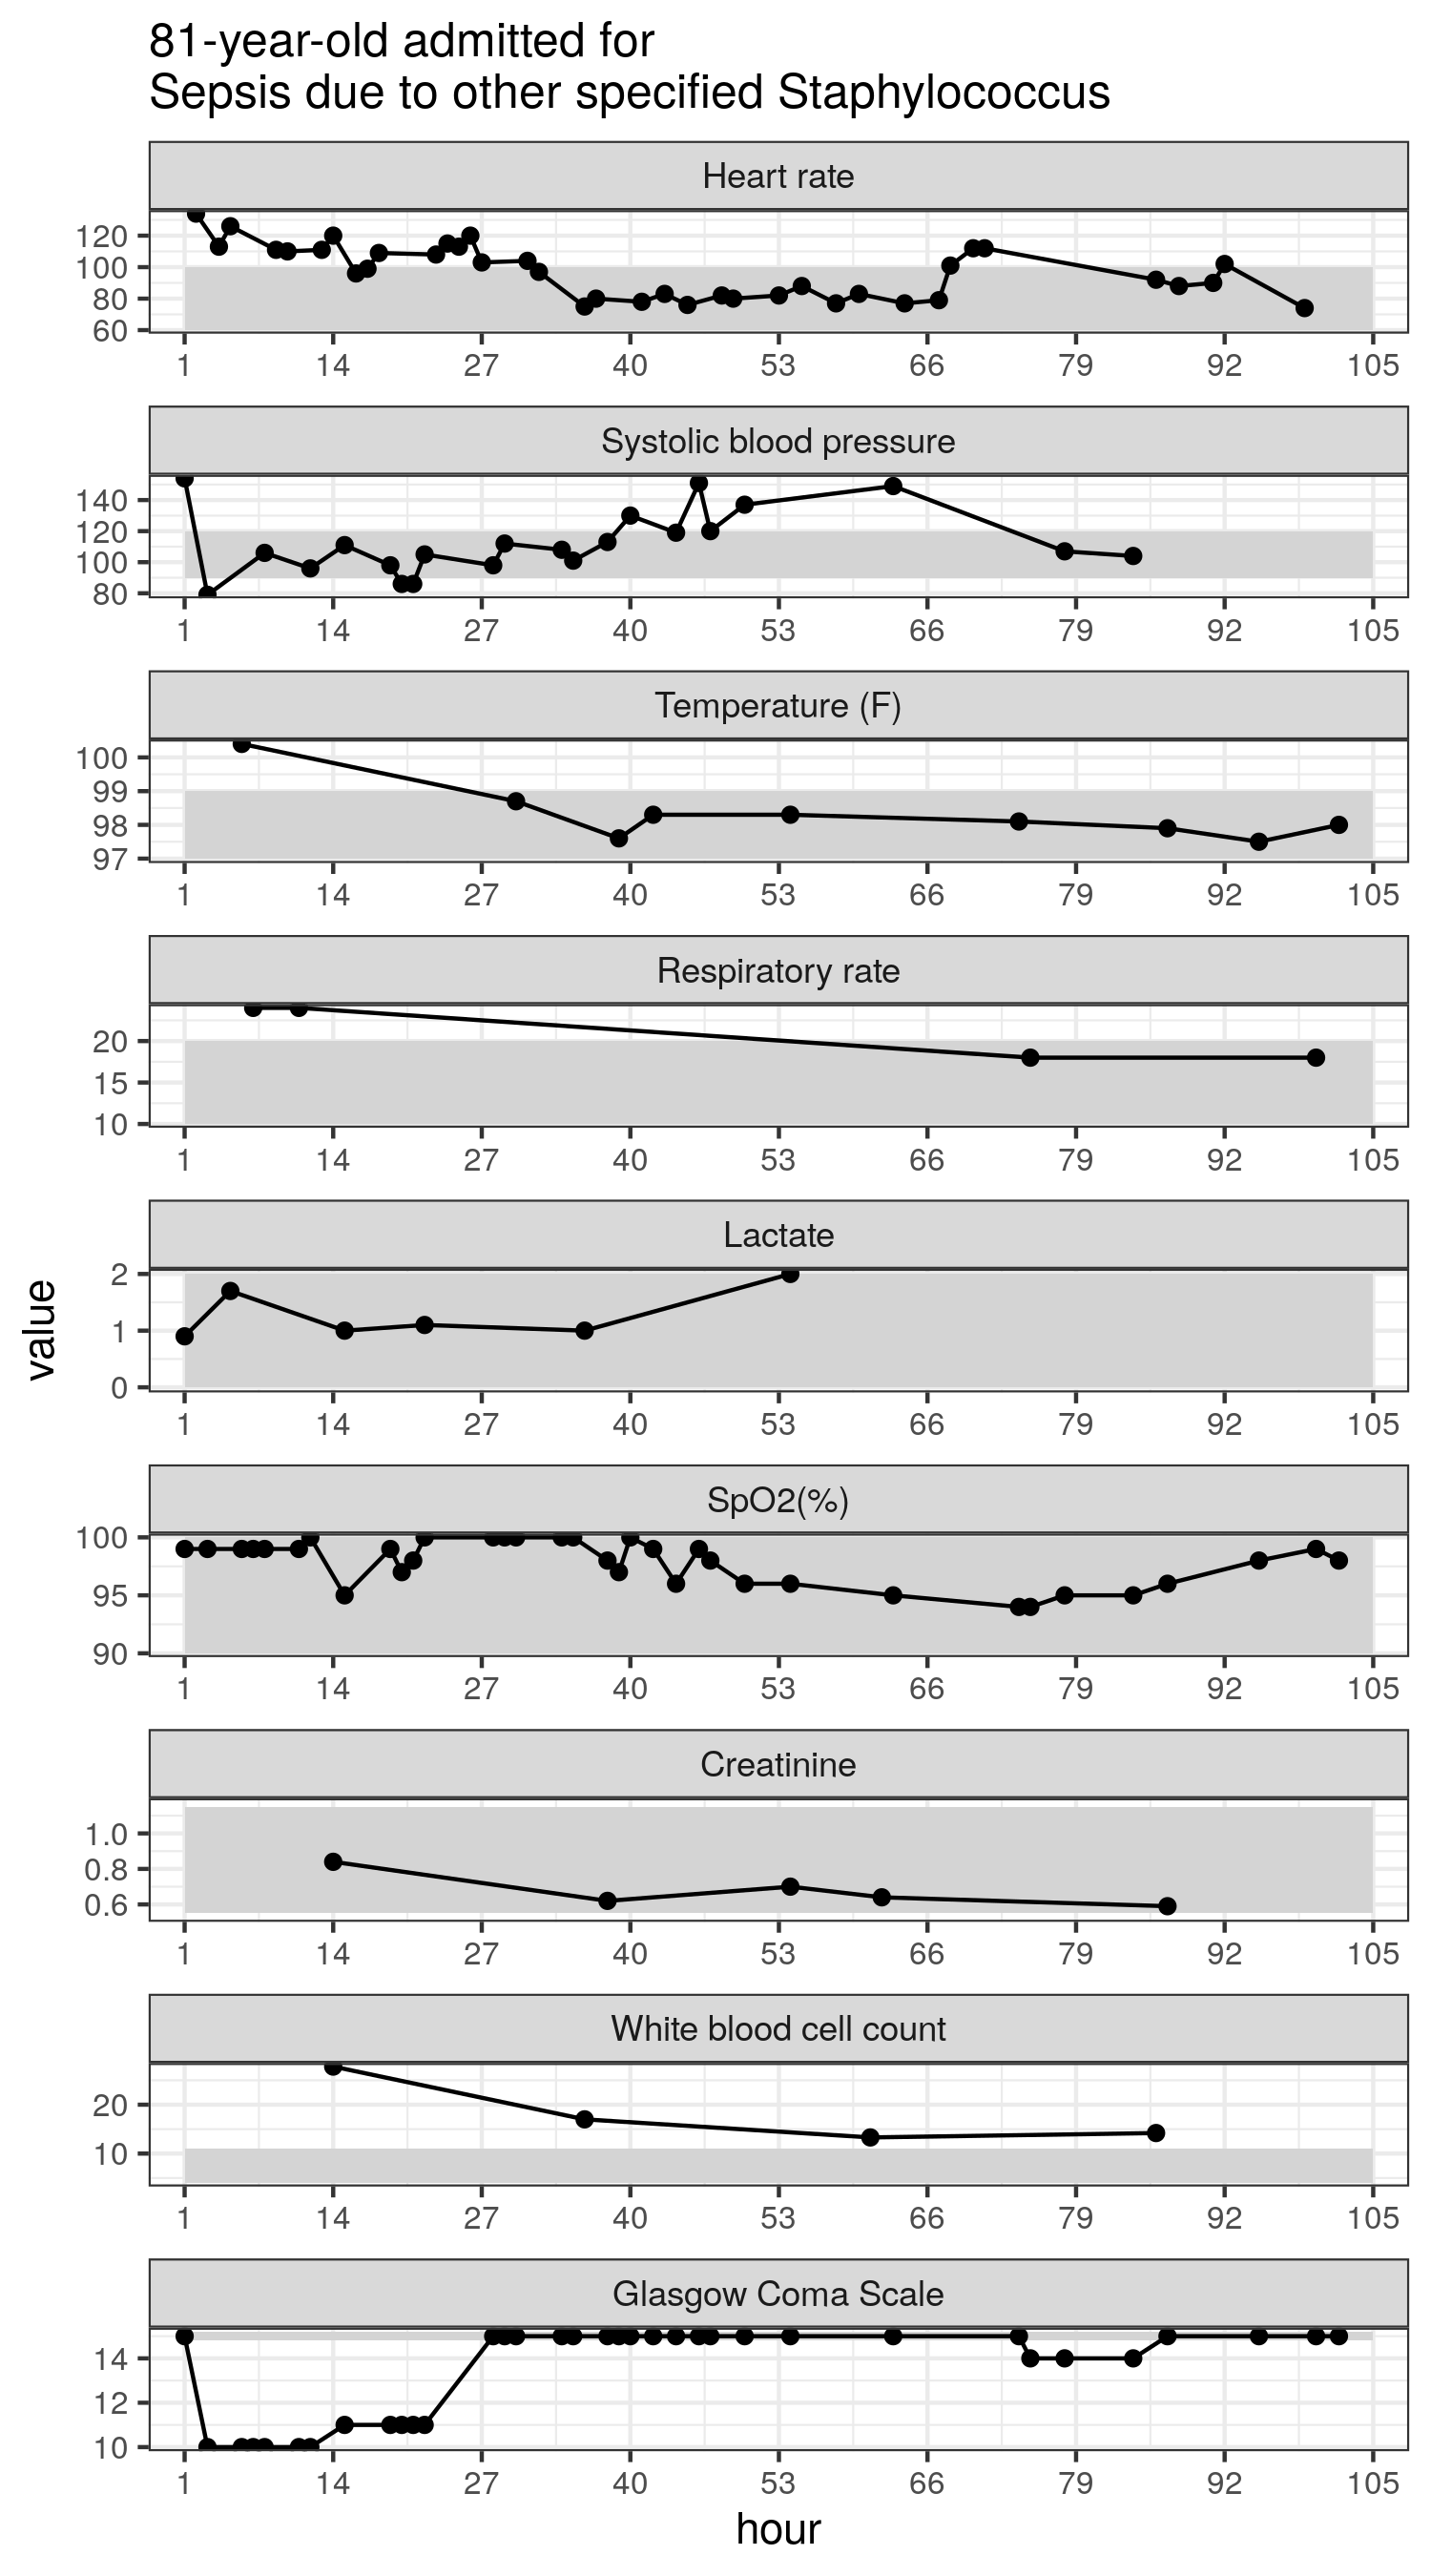 81-year-old admitted for
Sepsis due to other specified Staphylococcus
Heart rate
120
100
80
60
1 14 27 40 53 66 79 92 105
Systolic blood pressure
140
120
100
80
1 14 27 40 53 66 79 92 105
Temperature (F)
100
99
98
97
1 14 27 40 53 66 79 92 105
Respiratory rate
20
15
10
1 14 27 40 53 66 79 92 105
Lactate
2
1
0
1 14 27 40 53 66 79 92 105
value
SpO2(%)
100
95
90
1 14 27 40 53 66 79 92 105
Creatinine
1.0
0.8
0.6
1 14 27 40 53 66 79 92 105
White blood cell count
20
10
1 14 27 40 53 66 79 92 105
Glasgow Coma Scale
14
12
10
1 14 27 40 53 66 79 92 105
hour